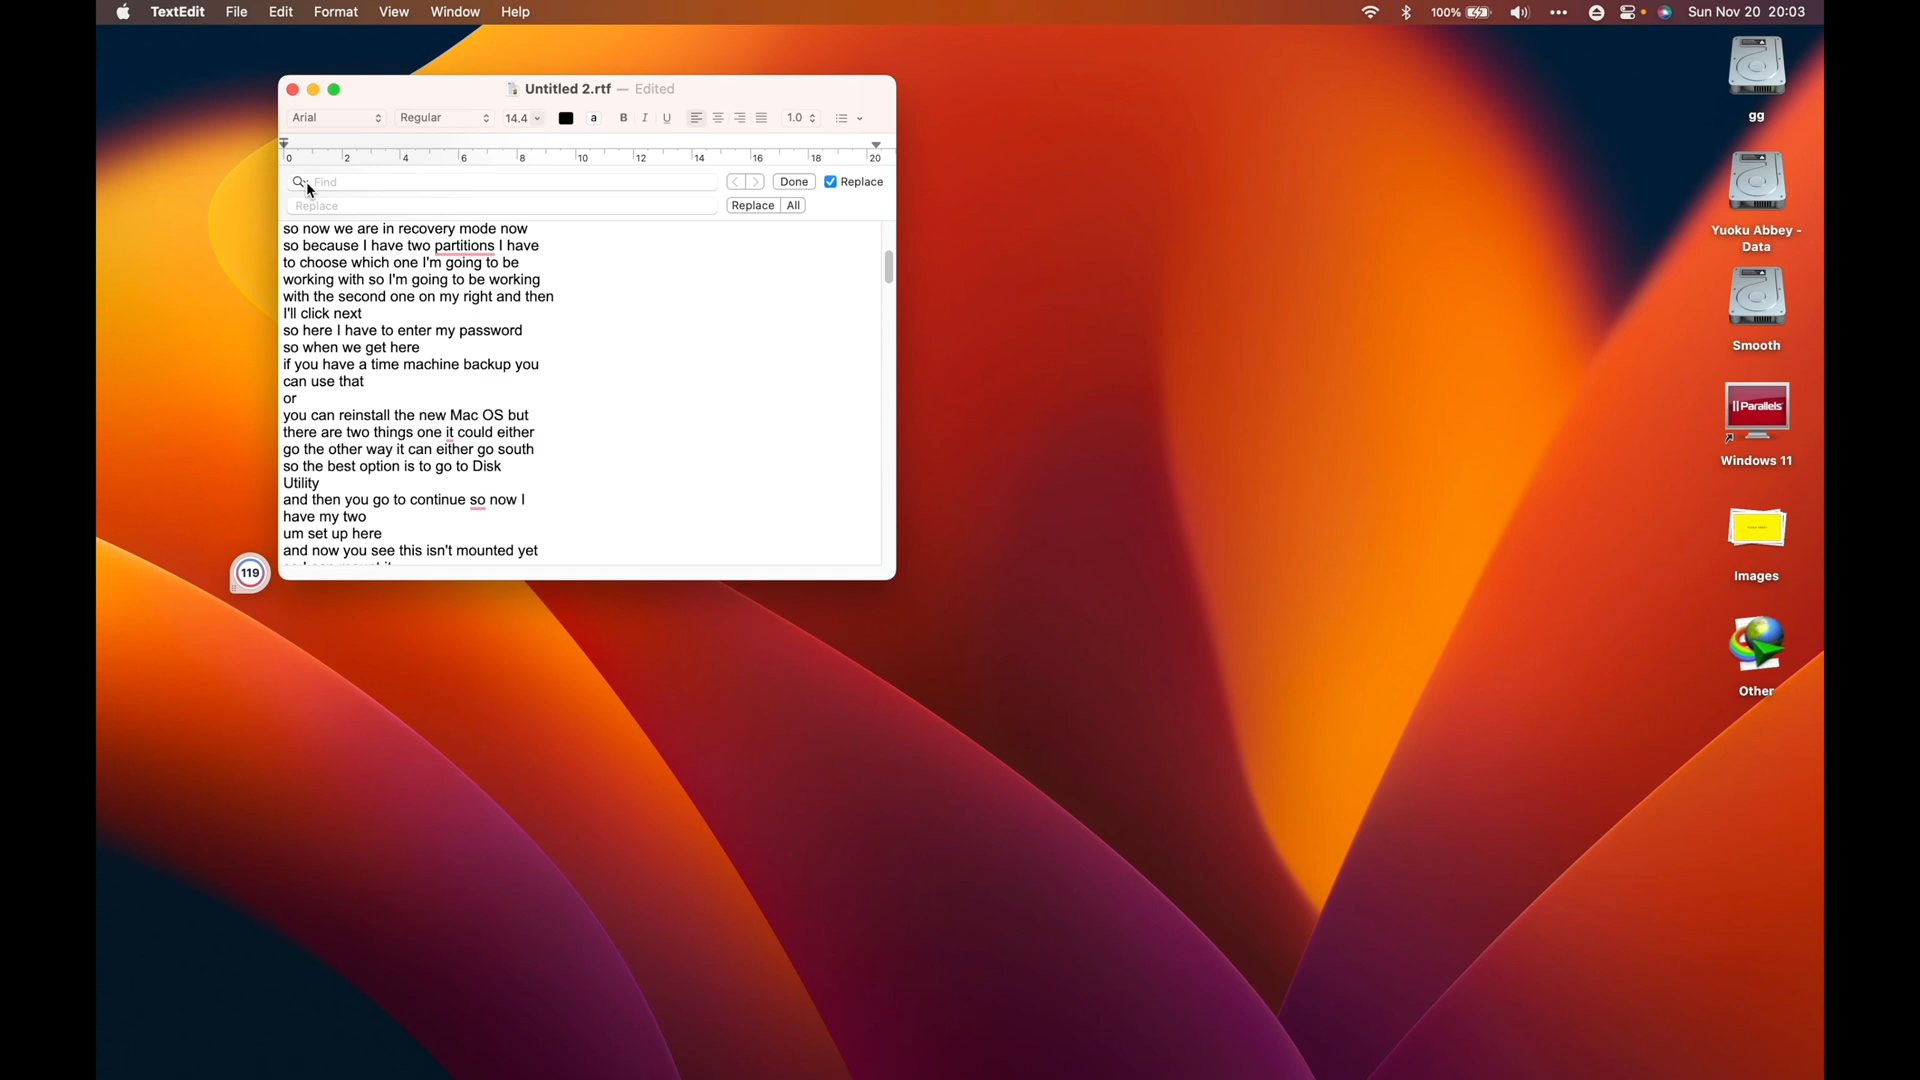 TextEdit File Edit Format View Window Help 100% Sun Nov 20 20:03
Untitled 2.rtf — Edited
Arial Regular 14.4 a B I U 1.0
0 2 4 6 8 10 12 14 16 18 20
Find < > Done Replace
Replace Replace All
so now we are in recovery mode now
so because I have two partitions I have
to choose which one I'm going to be
working with so I'm going to be working
with the second one on my right and then
I'll click next
so here I have to enter my password
so when we get here
if you have a time machine backup you
can use that
or
you can reinstall the new Mac OS but
there are two things one it could either
go the other way it can either go south
so the best option is to go to Disk
Utility
and then you go to continue so now I
have my two
um set up here
and now you see this isn't mounted yet
119
gg
Yuoku Abbey -
Data
Smooth
Parallels
Windows 11
Images
Other